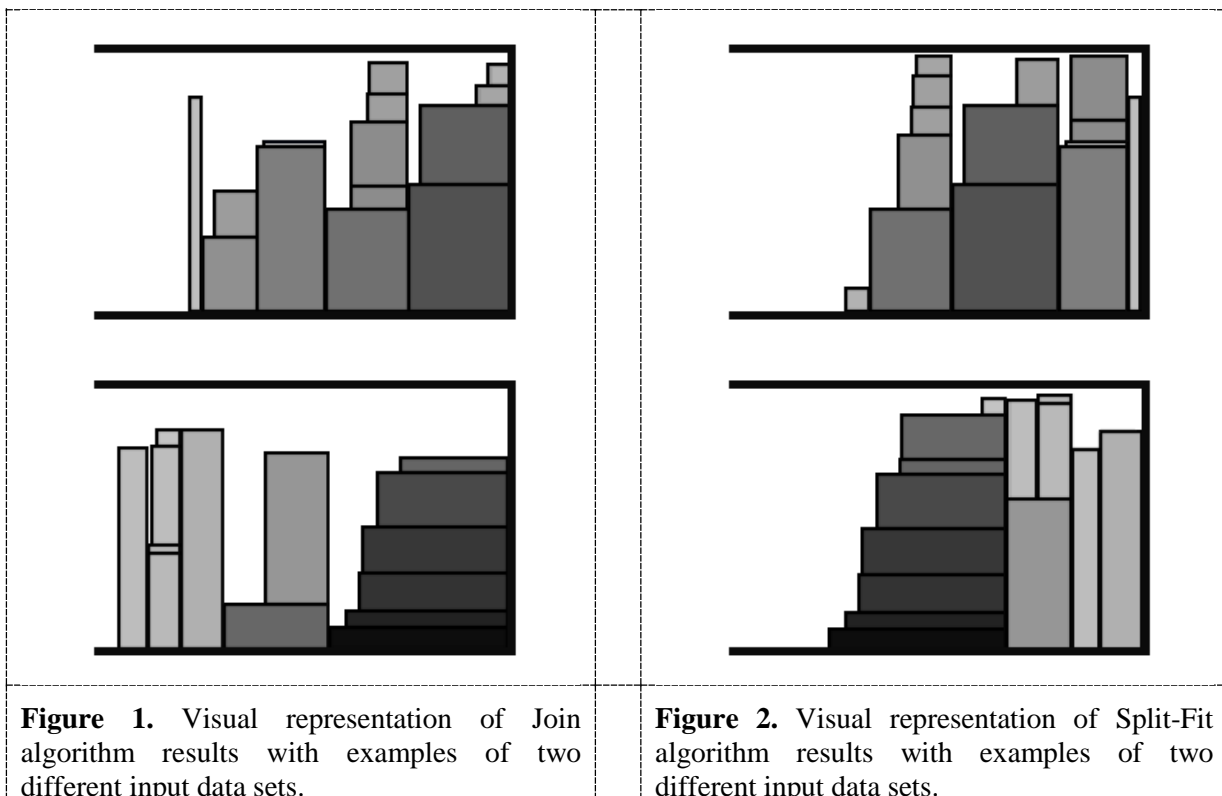 Figure 1. Visual representation of Join
algorithm results with examples of two
different input data sets.
Figure 2. Visual representation of Split-Fit
algorithm results with examples of two
different input data sets.